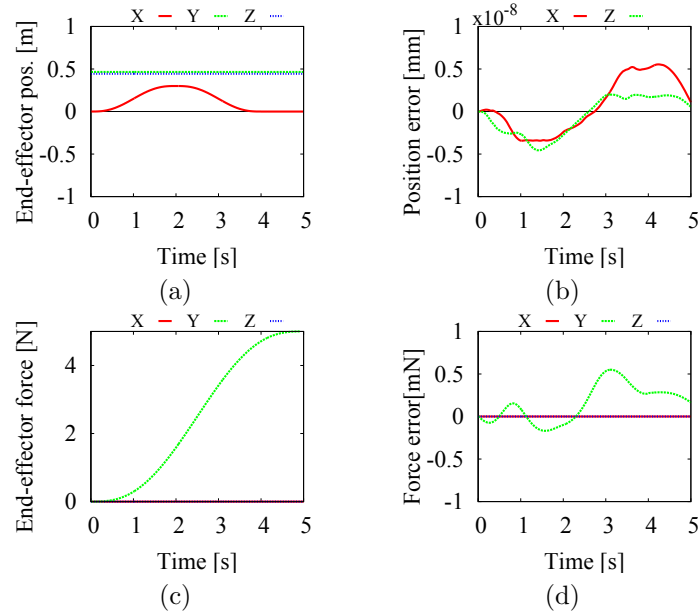 X Y Z
End-effector pos. [m]
1
0.5
0
-0.5
-1
0 1 2 3 4 5
Time [s]
(a)
x10-8
X Z
Position error [mm]
1
0.5
0
-0.5
-1
0 1 2 3 4 5
Time [s]
(b)
X Y Z
End-effector force [N]
4
2
0
0 1 2 3 4 5
Time [s]
(c)
X Y Z
Force error[mN]
1
0.5
0
-0.5
-1
0 1 2 3 4 5
Time [s]
(d)